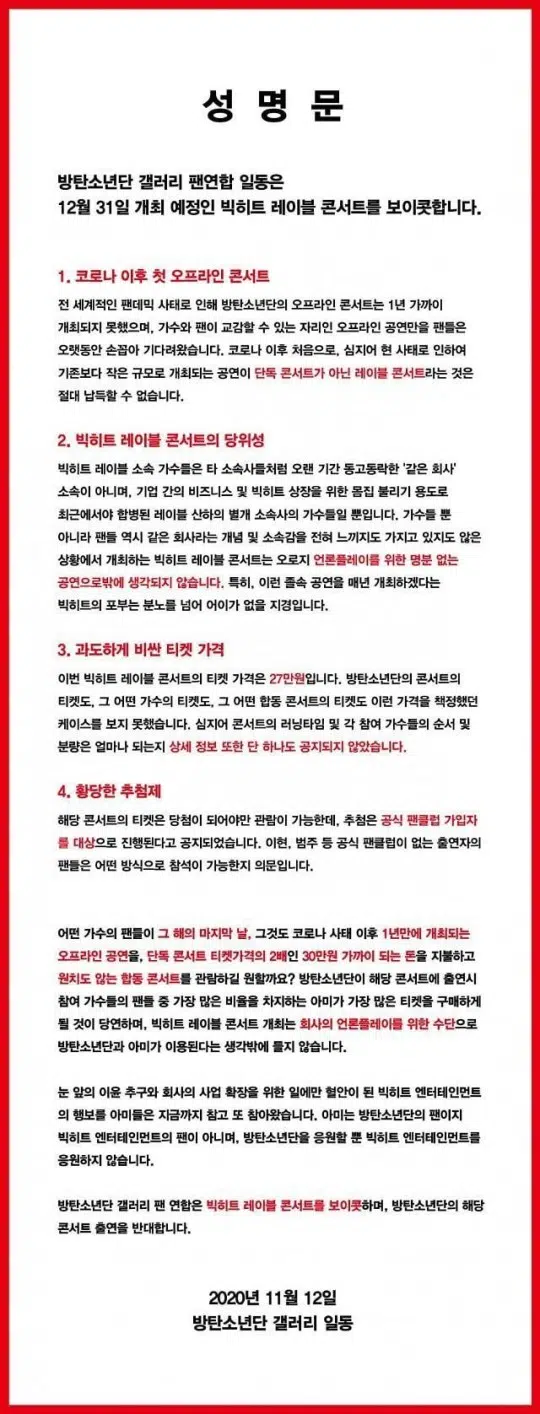 성 명 문
방탄소년단 갤러리 팬연합 일동은
12월 31일 개최 예정인 빅히트 레이블 콘서트를 보이콧합니다.
1. 코로나 이후 첫 오프라인 콘서트
전 세계적인 팬데믹 사태로 인해 방탄소년단의 오프라인 콘서트는 1년 가까이
개최되지 못했으며, 가수와 팬이 교감할 수 있는 자리인 오프라인 공연만을 팬들은
오랫동안 손꼽아 기다려왔습니다. 코로나 이후 처음으로, 심지어 현 사태로 인하여
기존보다 작은 규모로 개최되는 공연이 단독 콘서트가 아닌 레이블 콘서트라는 것은
절대 납득할 수 없습니다.
2. 빅히트 레이블 콘서트의 당위성
빅히트 레이블 소속 가수들은 타 소속사들처럼 오랜 기간 동고동락한 '같은 회사'
소속이 아니며, 기업 간의 비즈니스 및 빅히트 상장을 위한 몸집 불리기 용도로
최근에서야 합병된 레이블 산하의 별개 소속사의 가수들일 뿐입니다. 가수들 뿐
아니라 팬들 역시 같은 회사라는 개념 및 소속감을 전혀 느끼지도 가지고 있지도 않은
상황에서 개최하는 빅히트 레이블 콘서트는 오로지 언론플레이를 위한 명분 없는
공연으로밖에 생각되지 않습니다. 특히, 이런 졸속 공연을 매년 개최하겠다는
빅히트의 포부는 분노를 넘어 어이가 없을 지경입니다.
3. 과도하게 비싼 티켓 가격
이번 빅히트 레이블 콘서트의 티켓 가격은 27만원입니다. 방탄소년단의 콘서트의
티켓도, 그 어떤 가수의 티켓도, 그 어떤 합동 콘서트의 티켓도 이런 가격을 책정했던
케이스를 보지 못했습니다. 심지어 콘서트의 러닝타임 및 각 참여 가수들의 순서 및
분량은 얼마나 되는지 상세 정보 또한 단 하나도 공지되지 않았습니다.
4. 황당한 추첨제
해당 콘서트의 티켓은 당첨이 되어야만 관람이 가능한데, 추첨은 공식 팬클럽 가입자
를 대상으로 진행된다고 공지되었습니다. 이현, 범주 등 공식 팬클럽이 없는 출연자의
팬들은 어떤 방식으로 참석이 가능한지 의문입니다.
어떤 가수의 팬들이 그 해의 마지막 날, 그것도 코로나 사태 이후 1년만에 개최되는
오프라인 공연을, 단독 콘서트 티켓가격의 2배인 30만원 가까이 되는 돈을 지불하고
원치도 않는 합동 콘서트를 관람하길 원할까요? 방탄소년단이 해당 콘서트에 출연시
참여 가수들의 팬들 중 가장 많은 비율을 차지하는 아미가 가장 많은 티켓을 구매하게
될 것이 당연하며, 빅히트 레이블 콘서트 개최는 회사의 언론플레이를 위한 수단으로
방탄소년단과 아미가 이용된다는 생각밖에 들지 않습니다.
눈 앞의 이윤 추구와 회사의 사업 확장을 위한 일에만 혈안이 된 빅히트 엔터테인먼트
의 행보를 아미들은 지금까지 참고 또 참아왔습니다. 아미는 방탄소년단의 팬이지
빅히트 엔터테인먼트의 팬이 아니며, 방탄소년단을 응원할 뿐 빅히트 엔터테인먼트를
응원하지 않습니다.
방탄소년단 갤러리 팬 연합은 빅히트 레이블 콘서트를 보이콧하며, 방탄소년단의 해당
콘서트 출연을 반대합니다.
2020년 11월 12일
방탄소년단 갤러리 일동